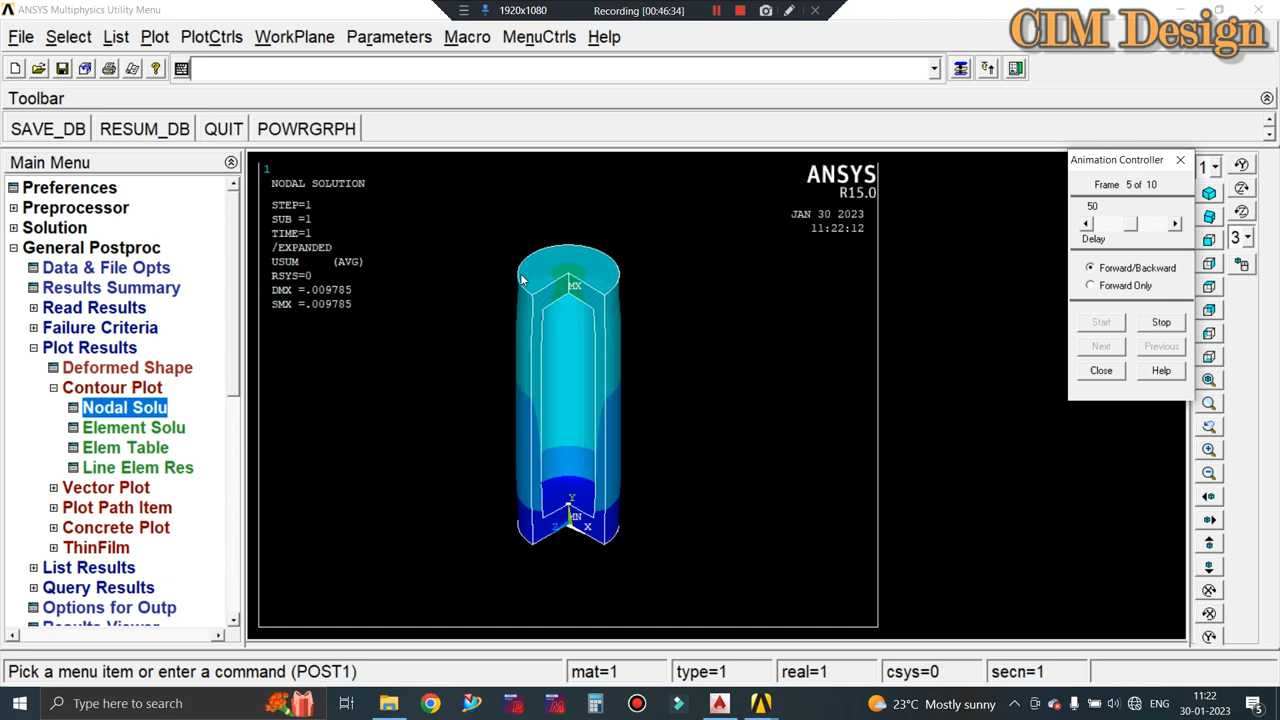 ANSYS Multiphysics Utility Menu
1920x1080
Recording [00:46:34]
CIM Design
File Select List Plot PlotCtrls WorkPlane Parameters Macro MenuCtrls Help
Toolbar
SAVE_DB RESUM_DB QUIT POWRGRPH
Main Menu
Preferences
Preprocessor
Solution
General Postproc
Data & File Opts
Results Summary
Read Results
Failure Criteria
Plot Results
Deformed Shape
Contour Plot
Nodal Solu
Element Solu
Elem Table
Line Elem Res
Vector Plot
Plot Path Item
Concrete Plot
ThinFilm
List Results
Query Results
Options for Outp
Results Viewer
1
NODAL SOLUTION
STEP=1
SUB =1
TIME=1
/EXPANDED
USUM (AVG)
RSYS=0
DMX =.009785
SMX =.009785
ANSYS
R15.0
JAN 30 2023
11:22:12
MX
Y
MN
Z X
Animation Controller
Frame 5 of 10
50
Delay
Forward/Backward
Forward Only
Start Stop
Next Previous
Close Help
1
3
Pick a menu item or enter a command (POST1)
mat=1 type=1 real=1 csys=0 secn=1
Type here to search
23°C Mostly sunny
ENG
11:22
30-01-2023
5